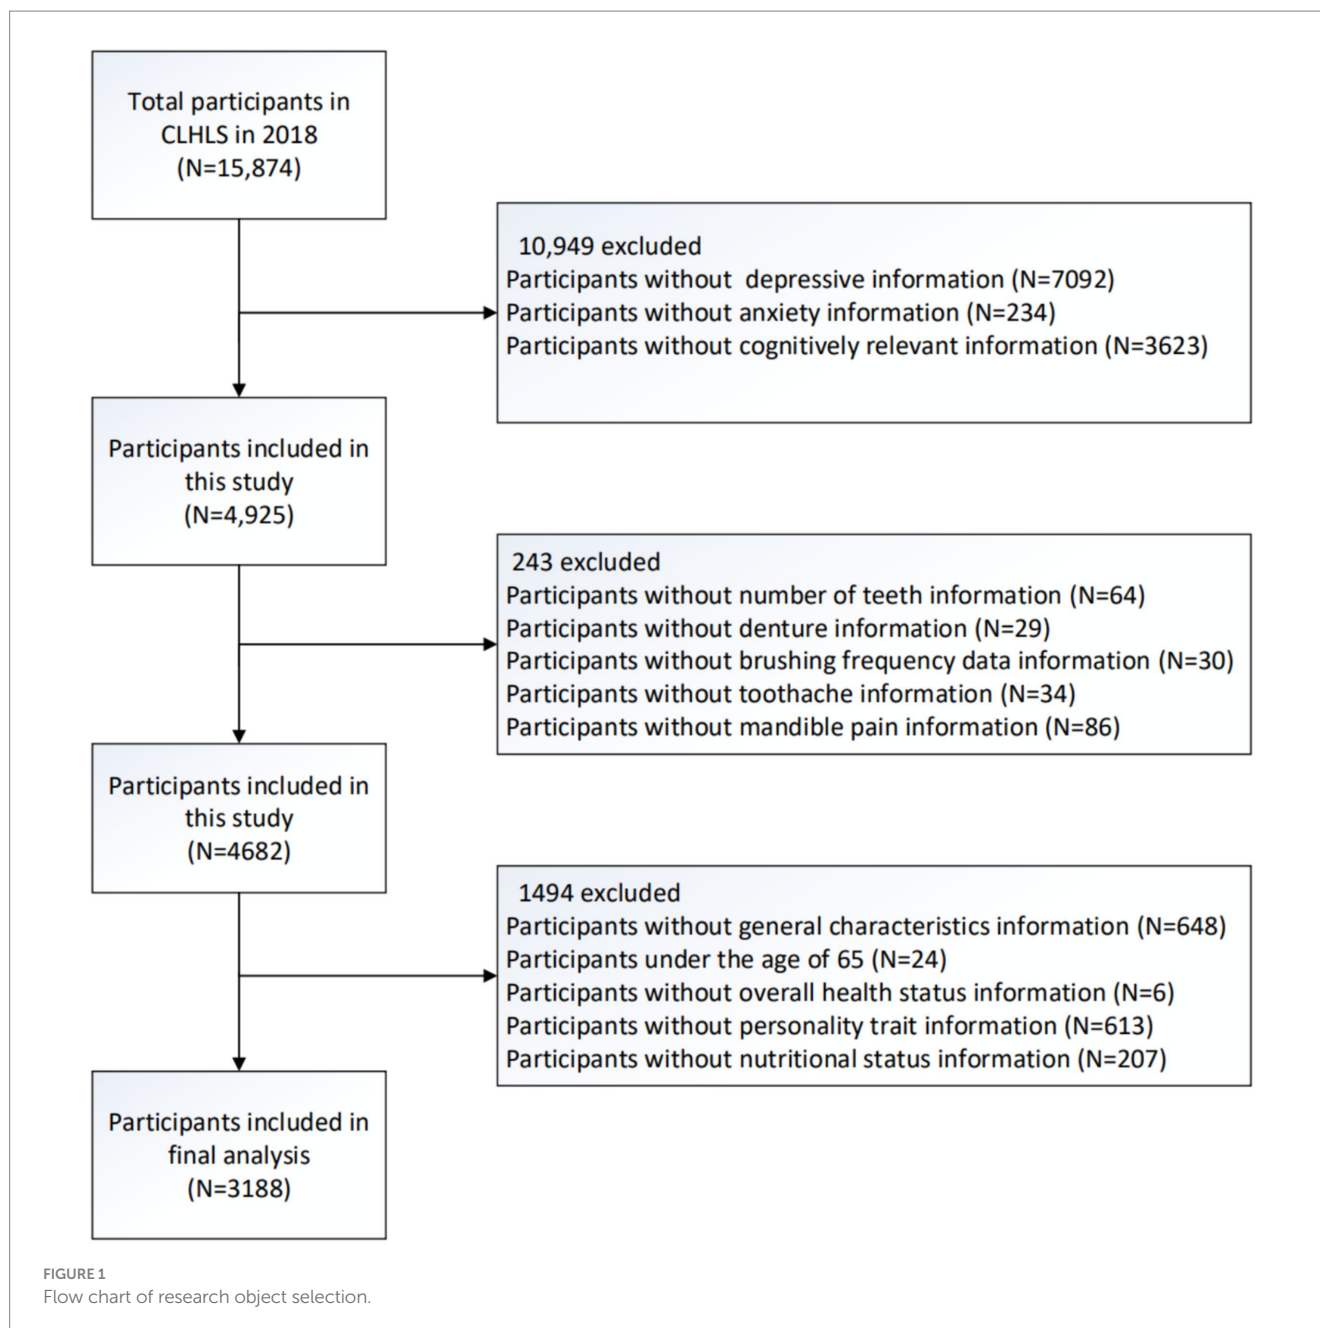 Total participants in
CLHLS in 2018
(N=15,874)
10,949 excluded
Participants without  depressive information (N=7092)
Participants without anxiety information (N=234)
Participants without cognitively relevant information (N=3623)
Participants included in
this study
(N=4,925)
243 excluded
Participants without number of teeth information (N=64)
Participants without denture information (N=29)
Participants without brushing frequency data information (N=30)
Participants without toothache information (N=34)
Participants without mandible pain information (N=86)
Participants included in
this study
(N=4682)
1494 excluded
Participants without general characteristics information (N=648)
Participants under the age of 65 (N=24)
Participants without overall health status information (N=6)
Participants without personality trait information (N=613)
Participants without nutritional status information (N=207)
Participants included in
final analysis
(N=3188)
FIGURE 1
Flow chart of research object selection.